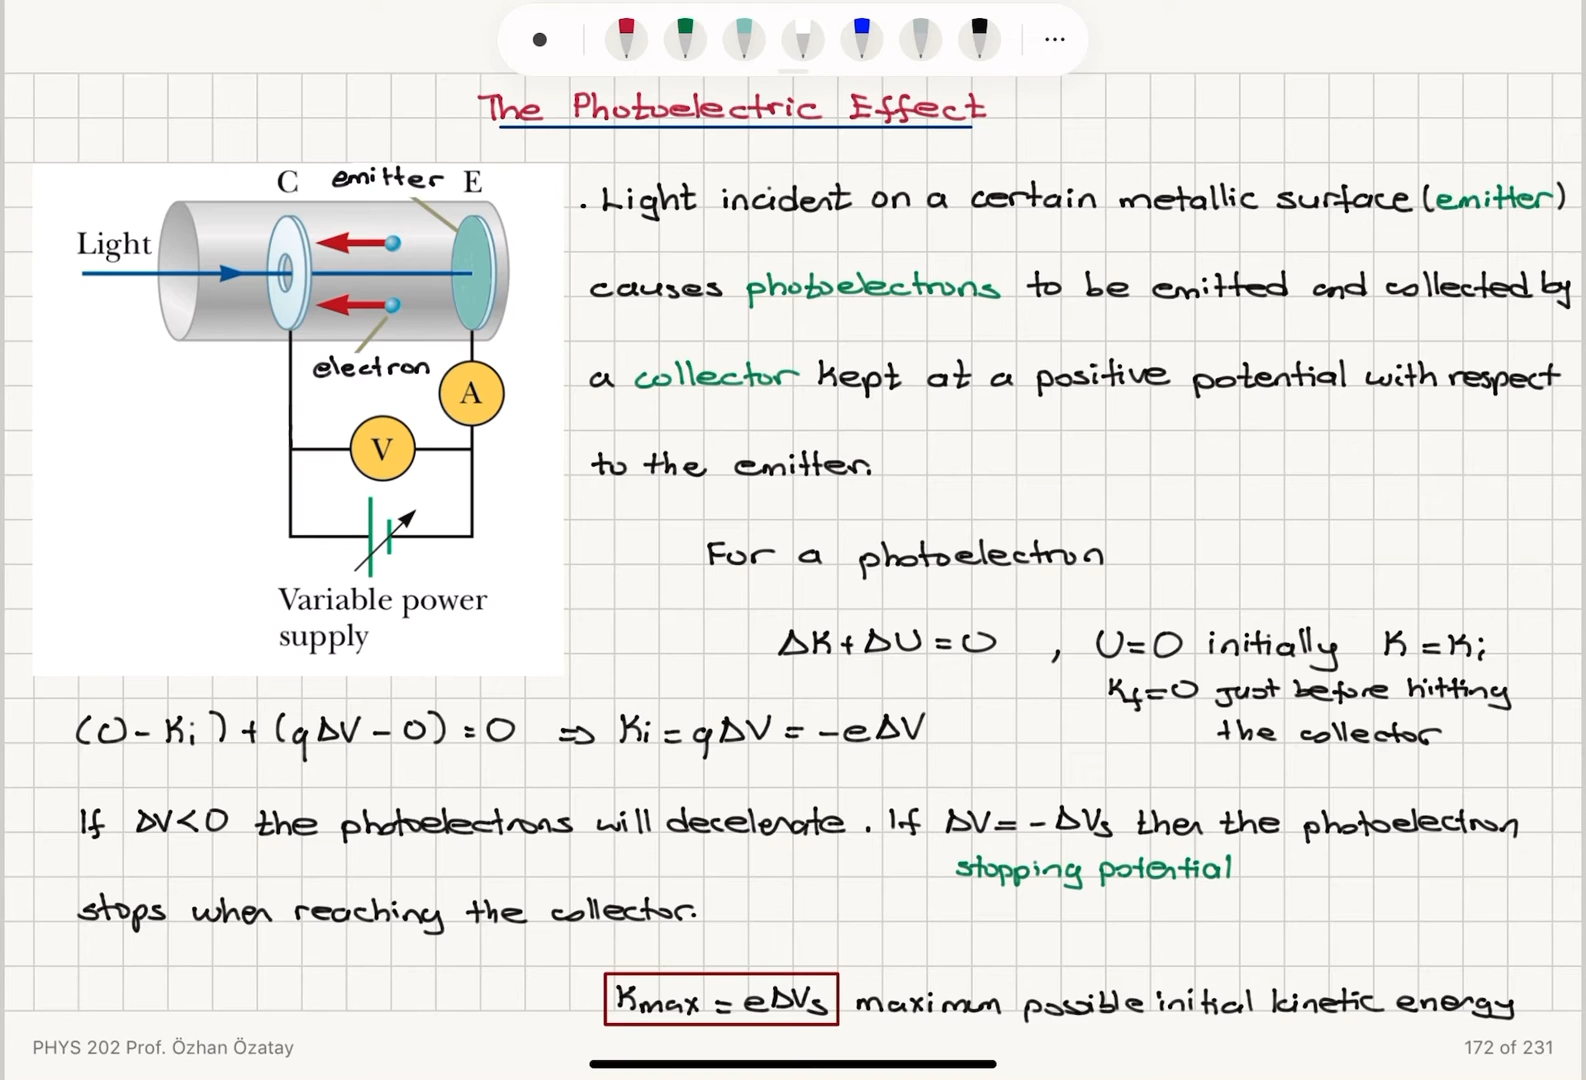 The Photoelectric Effect
C emitter E
Light
electron
A
V
Variable power
supply
. Light incident on a certain metallic surface (emitter)
causes photoelectrons to be emitted and collected by
a collector kept at a positive potential with respect
to the emitter.
For a photoelectron
ΔK + ΔU = 0 , U=0 initially K = Ki
Kf=0 just before hitting
the collector
(0 - Ki) + (qΔV - 0) = 0 ⇒ Ki = qΔV = -eΔV
If ΔV<0 the photoelectrons will decelerate. If ΔV= -ΔVs then the photoelectron
stopping potential
stops when reaching the collector.
Kmax = eΔVs maximum possible initial kinetic energy
PHYS 202 Prof. Özhan Özatay
172 of 231